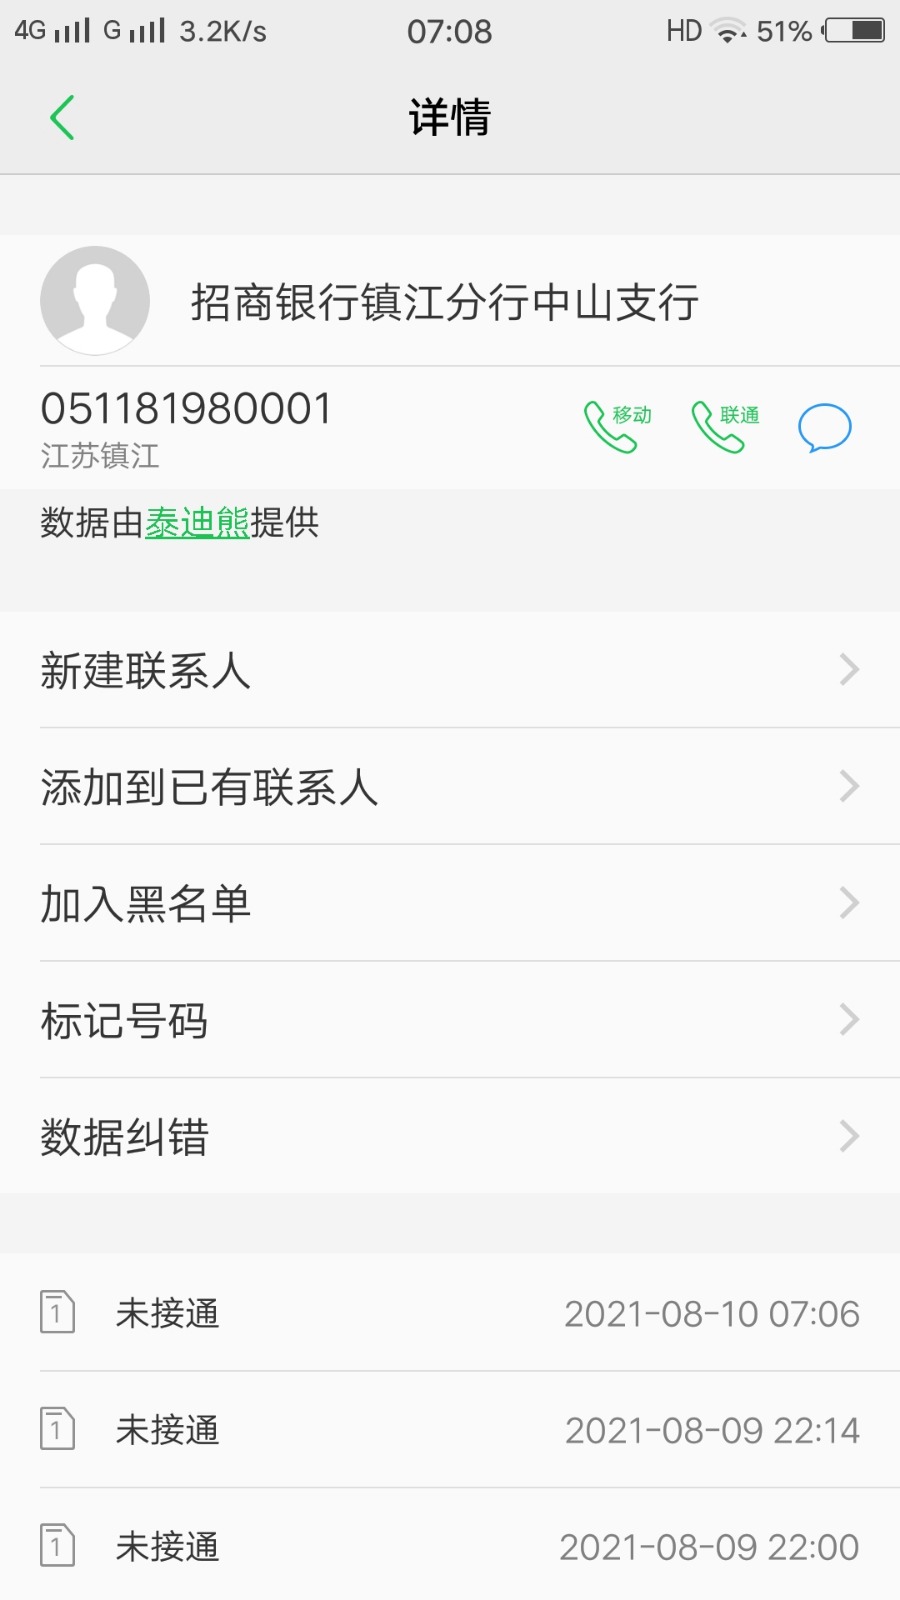 4G G 3.2K/s 07:08 HD 51%
详情
招商银行镇江分行中山支行
051181980001 移动 联通
江苏镇江
数据由泰迪熊提供
新建联系人
添加到已有联系人
加入黑名单
标记号码
数据纠错
1 未接通 2021-08-10 07:06
1 未接通 2021-08-09 22:14
1 未接通 2021-08-09 22:00